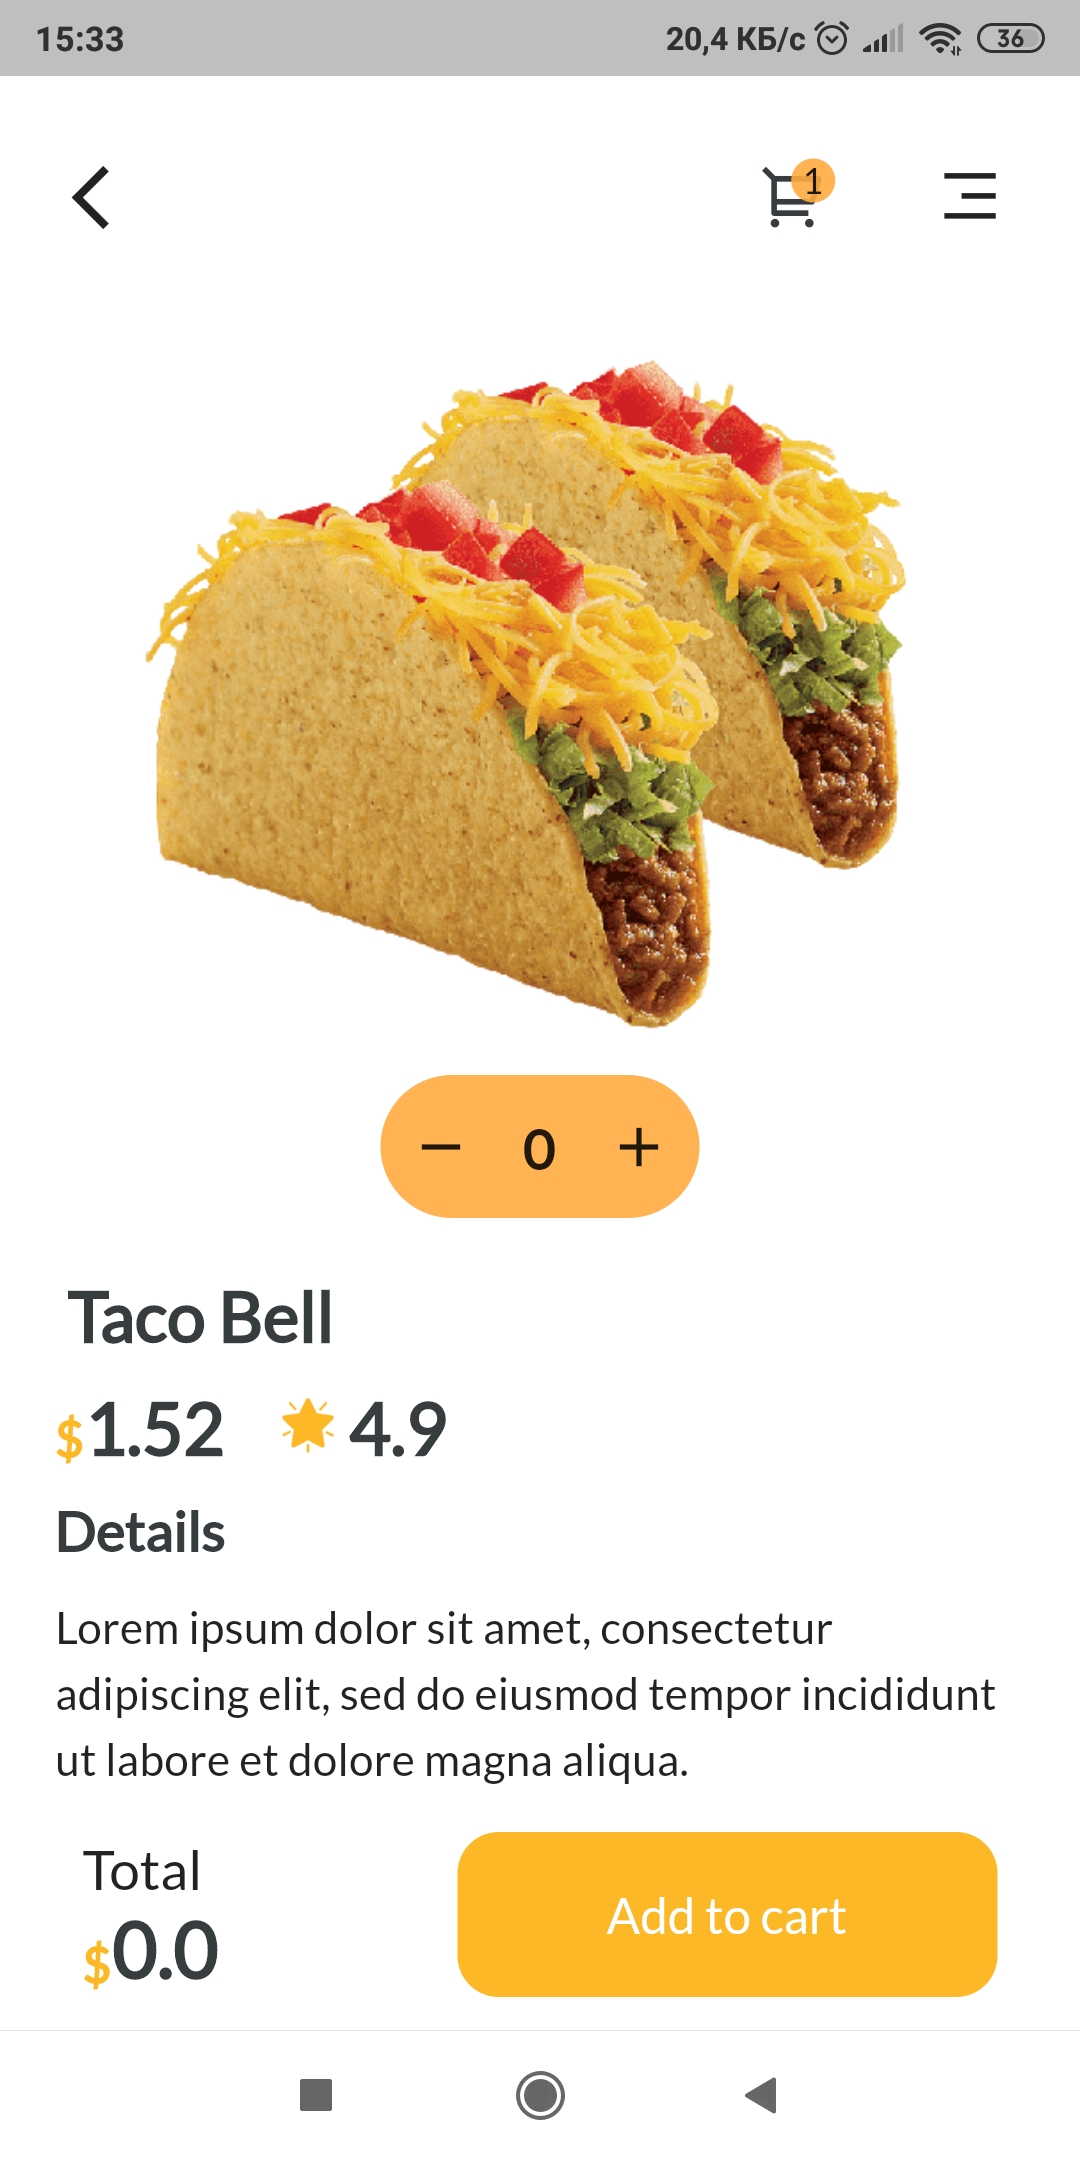 15:33 20,4 КБ/с 36
1
0
Taco Bell
$1.52 4.9
Details
Lorem ipsum dolor sit amet, consectetur
adipiscing elit, sed do eiusmod tempor incididunt
ut labore et dolore magna aliqua.
Total
$0.0
Add to cart